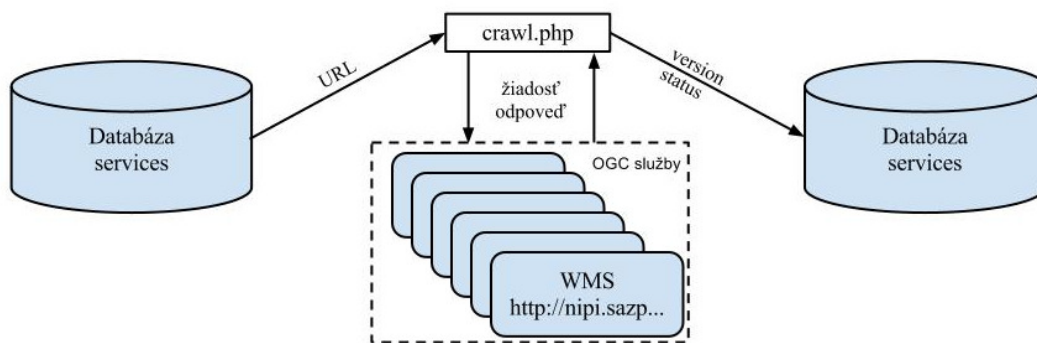 crawl.php
URL
žiadosť
odpoveď
version
status
Databáza
services
Databáza
services
OGC služby
WMS
http://nipi.sazp...